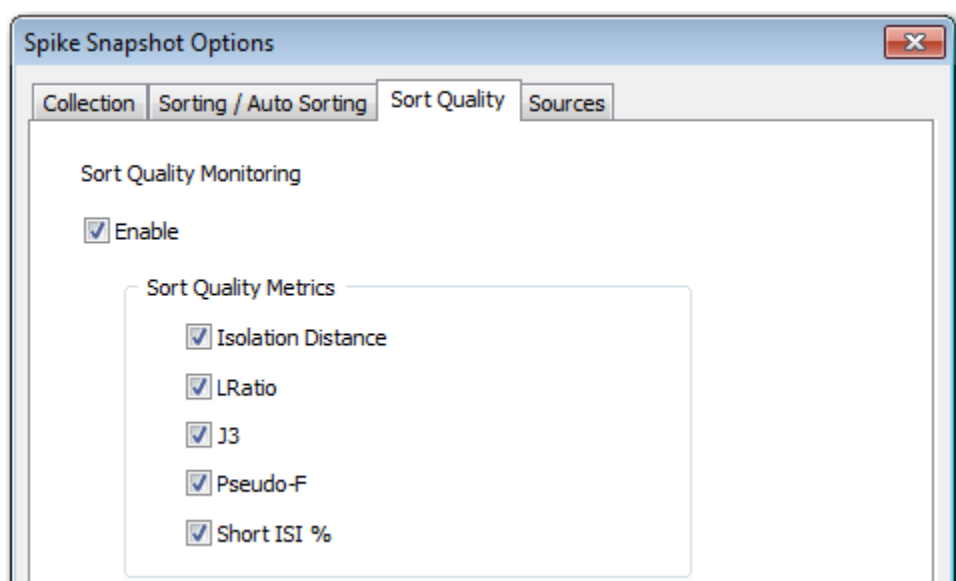 Spike Snapshot Options
Collection Sorting / Auto Sorting Sort Quality Sources
Sort Quality Monitoring
Enable
Sort Quality Metrics
Isolation Distance
LRatio
J3
Pseudo-F
Short ISI %